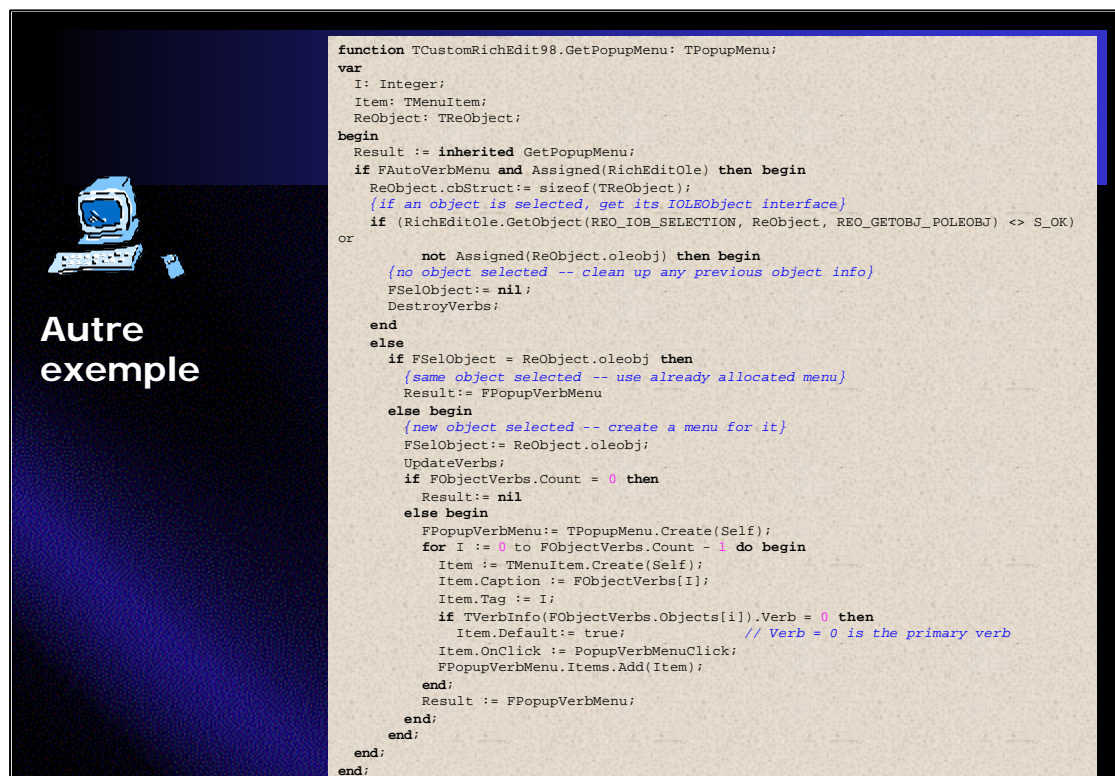 Autre
exemple
function TCustomRichEdit98.GetPopupMenu: TPopupMenu;
var
  I: Integer;
  Item: TMenuItem;
  ReObject: TReObject;
begin
  Result := inherited GetPopupMenu;
  if FAutoVerbMenu and Assigned(RichEditOle) then begin
    ReObject.cbStruct:= sizeof(TReObject);
    {if an object is selected, get its IOLEObject interface}
    if (RichEditOle.GetObject(REO_IOB_SELECTION, ReObject, REO_GETOBJ_POLEOBJ) <> S_OK)
or
          not Assigned(ReObject.oleobj) then begin
      {no object selected -- clean up any previous object info}
      FSelObject:= nil;
      DestroyVerbs;
    end
    else
      if FSelObject = ReObject.oleobj then
        {same object selected -- use already allocated menu}
        Result:= FPopupVerbMenu
      else begin
        {new object selected -- create a menu for it}
        FSelObject:= ReObject.oleobj;
        UpdateVerbs;
        if FObjectVerbs.Count = 0 then
          Result:= nil
        else begin
          FPopupVerbMenu:= TPopupMenu.Create(Self);
          for I := 0 to FObjectVerbs.Count - 1 do begin
            Item := TMenuItem.Create(Self);
            Item.Caption := FObjectVerbs[I];
            Item.Tag := I;
            if TVerbInfo(FObjectVerbs.Objects[i]).Verb = 0 then
              Item.Default:= true;               // Verb = 0 is the primary verb
            Item.OnClick := PopupVerbMenuClick;
            FPopupVerbMenu.Items.Add(Item);
          end;
          Result := FPopupVerbMenu;
        end;
      end;
  end;
end;